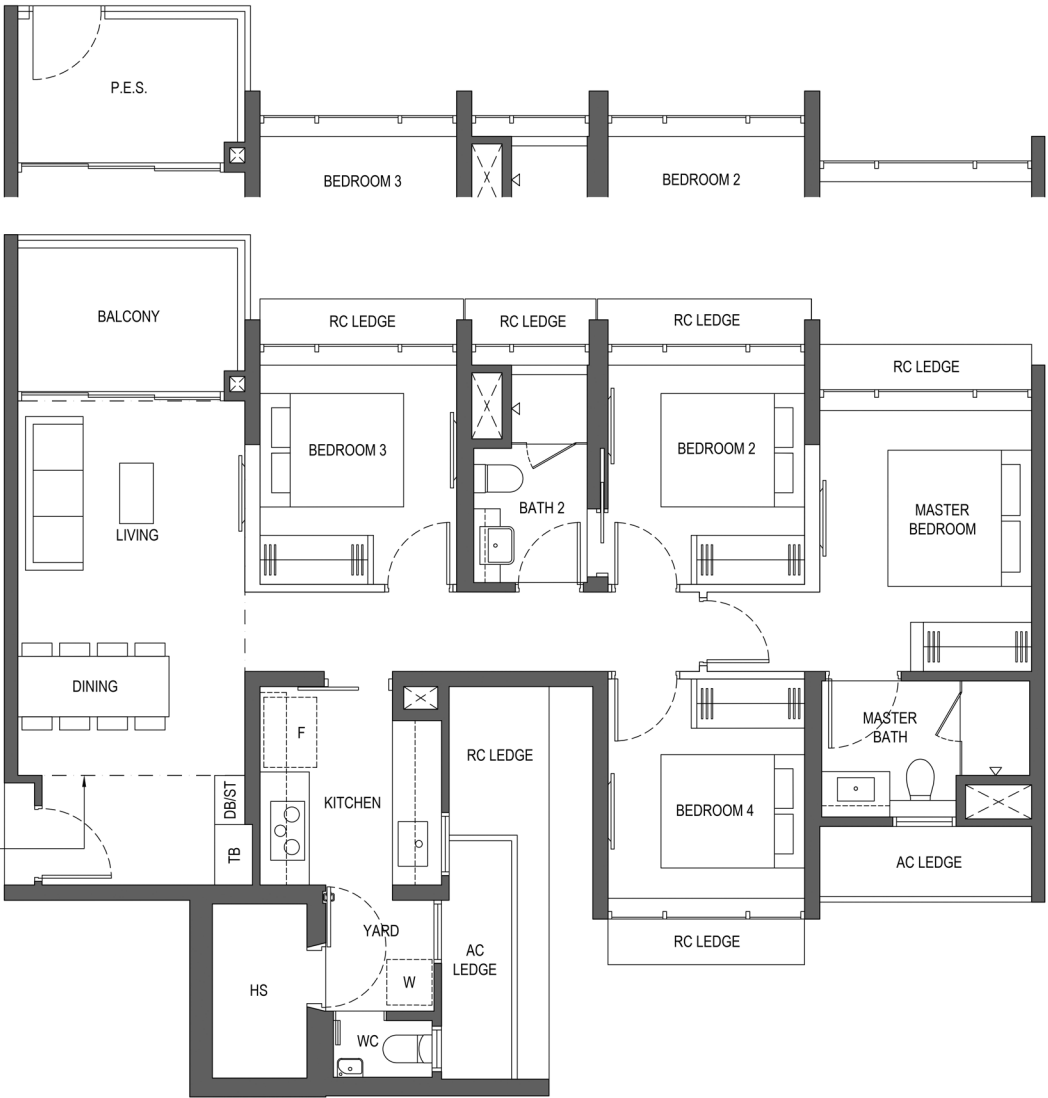 P.E.S.
BEDROOM 3
BEDROOM 2
BALCONY
RC LEDGE
RC LEDGE
RC LEDGE
RC LEDGE
BEDROOM 3
BEDROOM 2
BATH 2
MASTER
BEDROOM
LIVING
DINING
F
KITCHEN
DB/ST
TB
RC LEDGE
MASTER
BATH
BEDROOM 4
AC LEDGE
YARD
W
AC
LEDGE
RC LEDGE
HS
WC